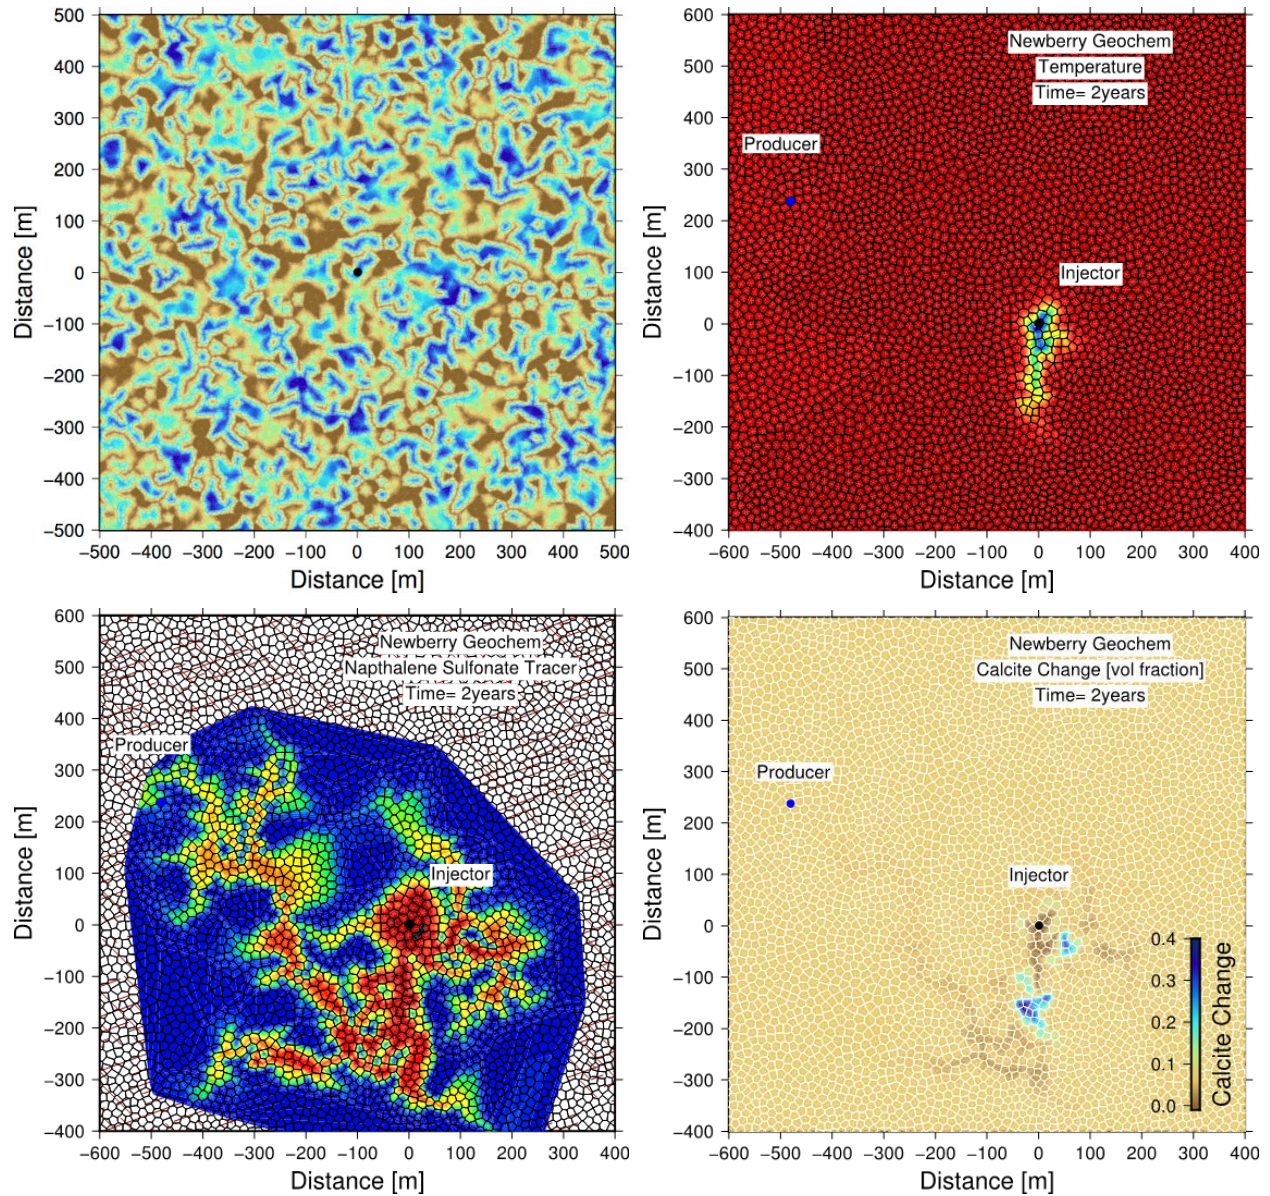 500
400
300
200
100
0
−100
−200
−300
−400
−500
−500 −400 −300 −200 −100 0 100 200 300 400 500
Distance [m]
Distance [m]
600
500
400
300
200
100
0
−100
−200
−300
−400
−600 −500 −400 −300 −200 −100 0 100 200 300 400
Distance [m]
Distance [m]
Newberry Geochem
Temperature
Time= 2years
Producer
Injector
600
500
400
300
200
100
0
−100
−200
−300
−400
−600 −500 −400 −300 −200 −100 0 100 200 300 400
Distance [m]
Distance [m]
Newberry Geochem
Napthalene Sulfonate Tracer
Time= 2years
Producer
Injector
600
500
400
300
200
100
0
−100
−200
−300
−400
−600 −500 −400 −300 −200 −100 0 100 200 300 400
Distance [m]
Distance [m]
Newberry Geochem
Calcite Change [vol fraction]
Time= 2years
Producer
Injector
0.4
0.3
0.2
0.1
0.0
Calcite Change